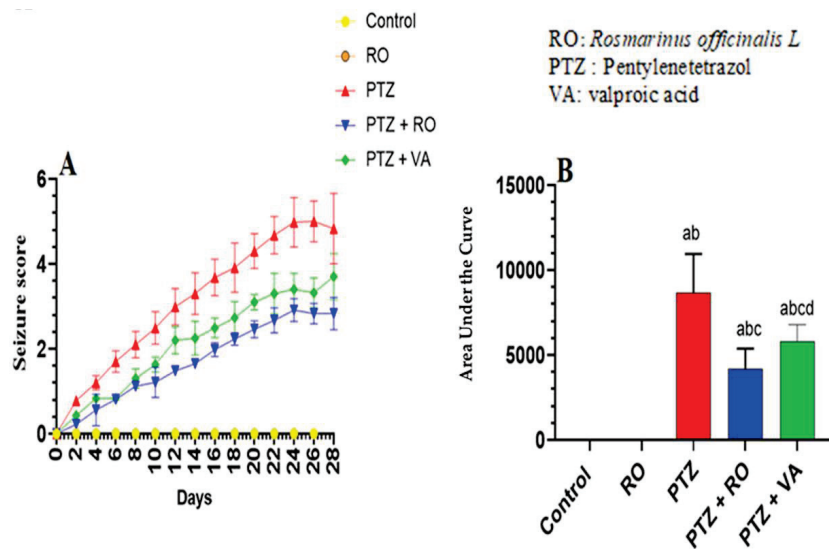 Control
RO
PTZ
PTZ + RO
PTZ + VA
RO: Rosmarinus officinalis L
PTZ : Pentylenetetrazol
VA: valproic acid
A
6
4
2
0
Seizure score
0 2 4 6 8 10 12 14 16 18 20 22 24 26 28
Days
B
15000
10000
5000
0
Area Under the Curve
ab
abc
abcd
Control
RO
PTZ
PTZ + RO
PTZ + VA